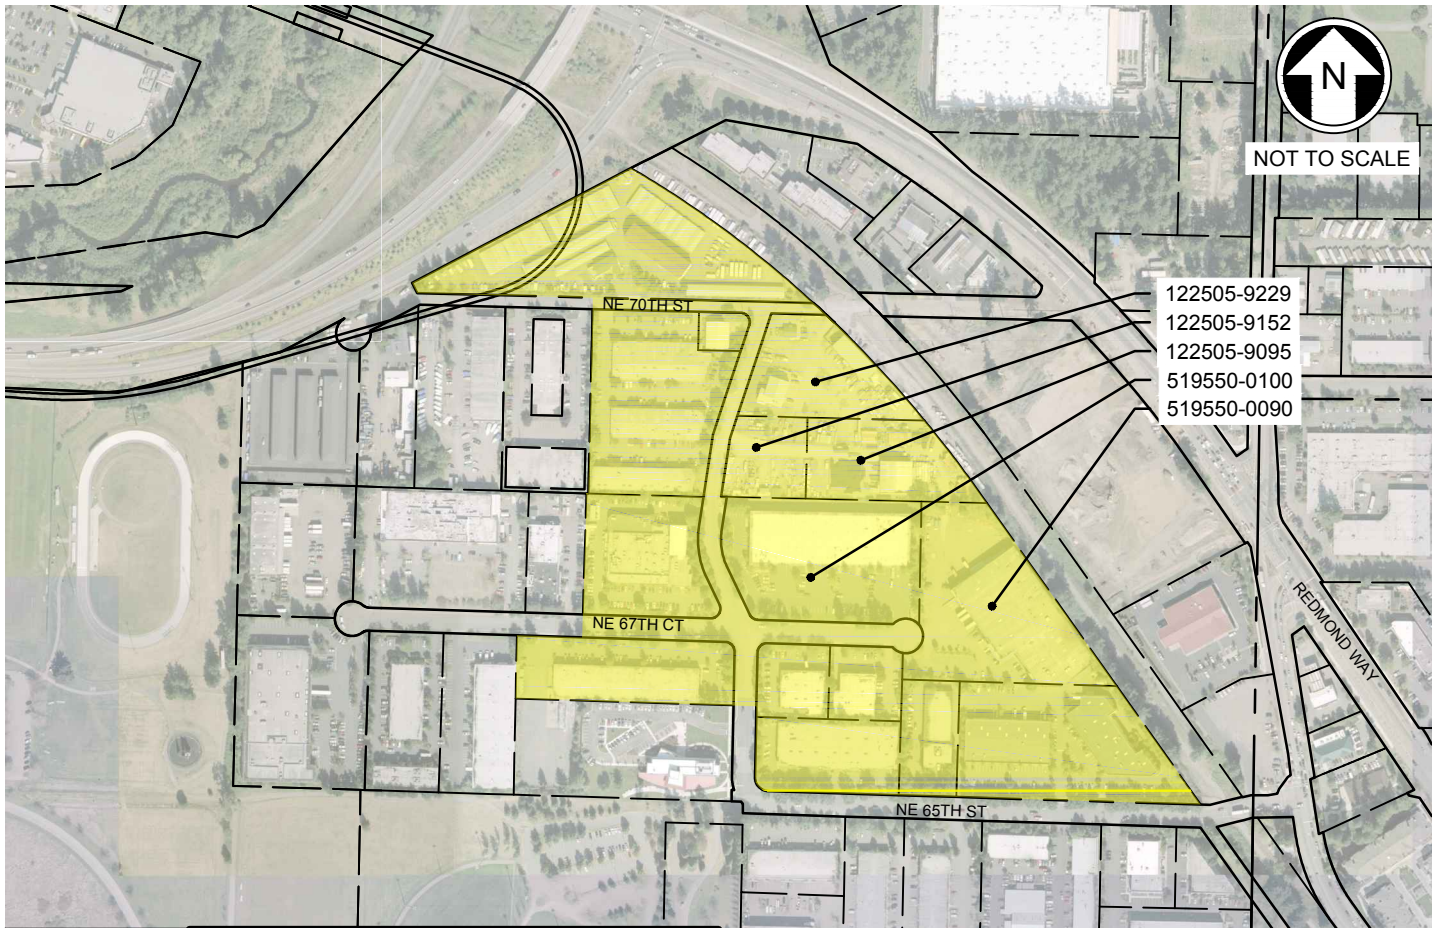 N
NOT TO SCALE
122505-9229
122505-9152
122505-9095
519550-0100
519550-0090
NE 70TH ST
REDMOND WAY
NE 67TH CT
NE 65TH ST